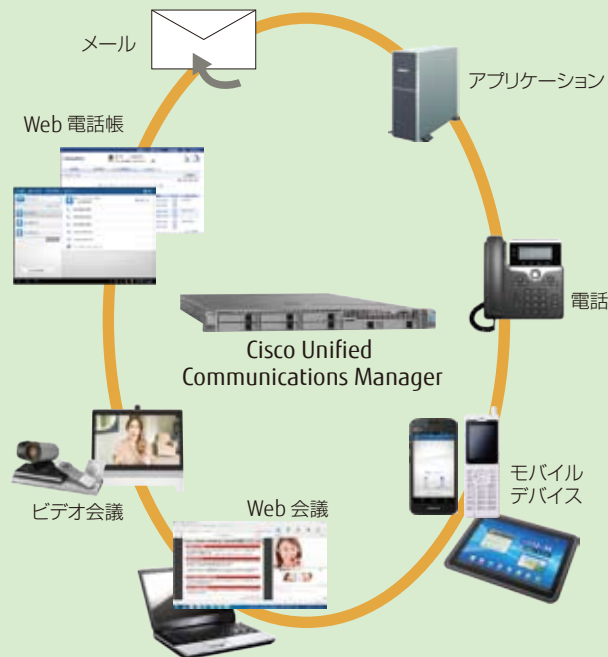 メール
アプリケーション
Web 電話帳
電話
Cisco Unified
Communications Manager
モバイル
デバイス
ビデオ会議
Web 会議